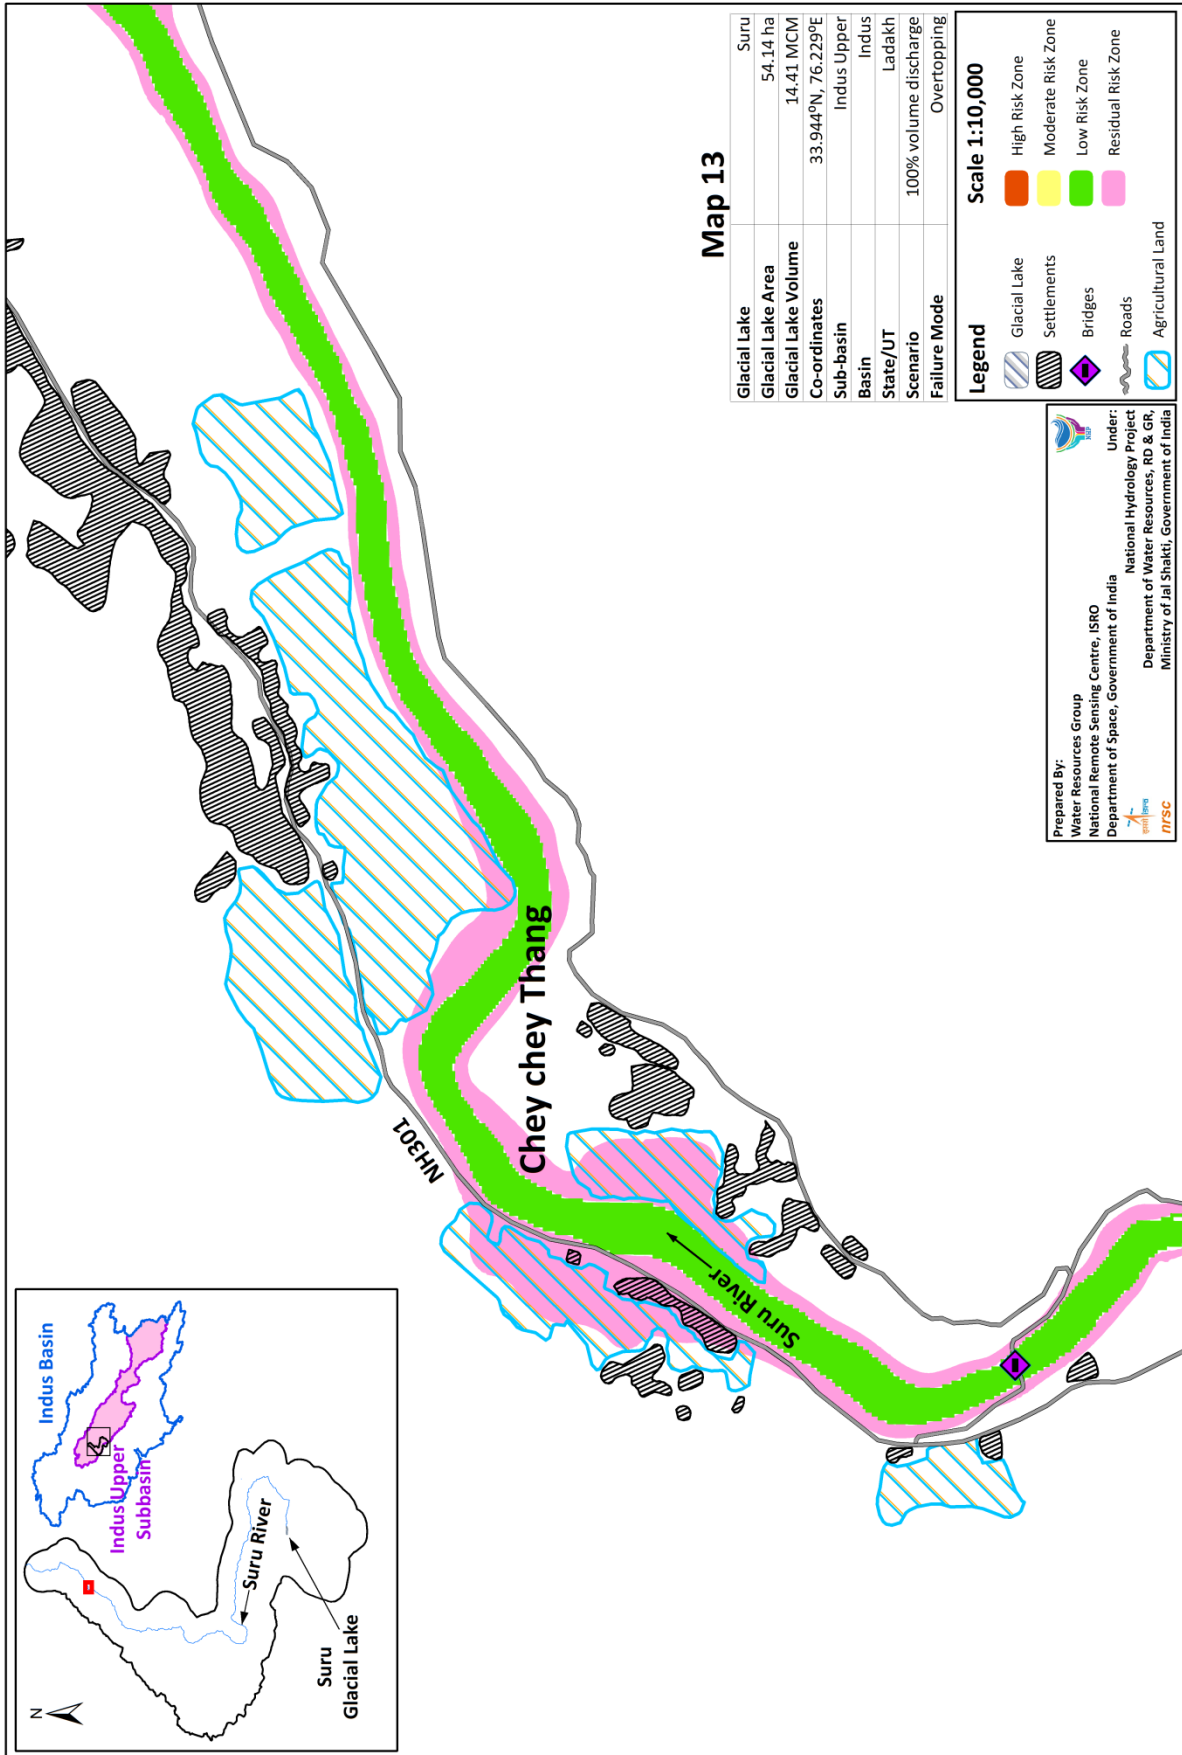 N
Indus Basin
Indus Upper
Subbasin
Suru River
Suru
Glacial Lake
NH301
Chey chey Thang
Suru River
Map 13
Glacial Lake Suru
Glacial Lake Area 54.14 ha
Glacial Lake Volume 14.41 MCM
Co-ordinates 33.944⁰N, 76.229⁰E
Sub-basin Indus Upper
Basin Indus
State/UT Ladakh
Scenario 100% volume discharge
Failure Mode Overtopping
Legend
Scale 1:10,000
Glacial Lake High Risk Zone
Settlements Moderate Risk Zone
Bridges Low Risk Zone
Roads Residual Risk Zone
Agricultural Land
Prepared By:
Water Resources Group
National Remote Sensing Centre, ISRO
Department of Space, Government of India
nrsc
Under:
National Hydrology Project
Department of Water Resources, RD & GR,
Ministry of Jal Shakti, Government of India